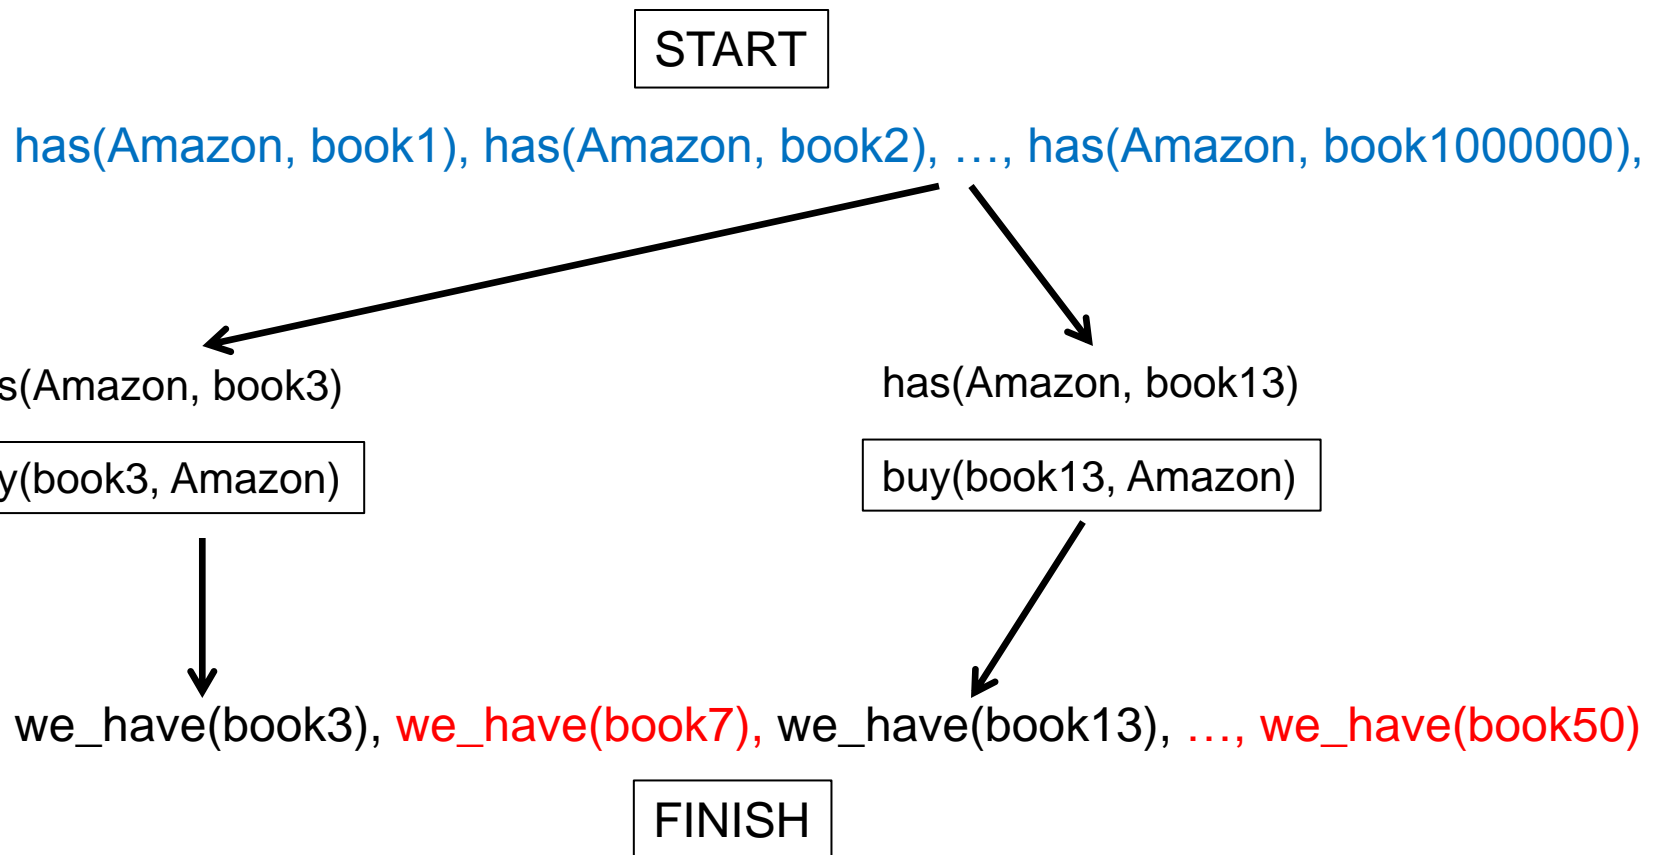 START
has(Amazon, book1), has(Amazon, book2), …, has(Amazon, book1000000),
s(Amazon, book3) has(Amazon, book13)
y(book3, Amazon) buy(book13, Amazon)
we_have(book3), we_have(book7), we_have(book13), …, we_have(book50)
FINISH